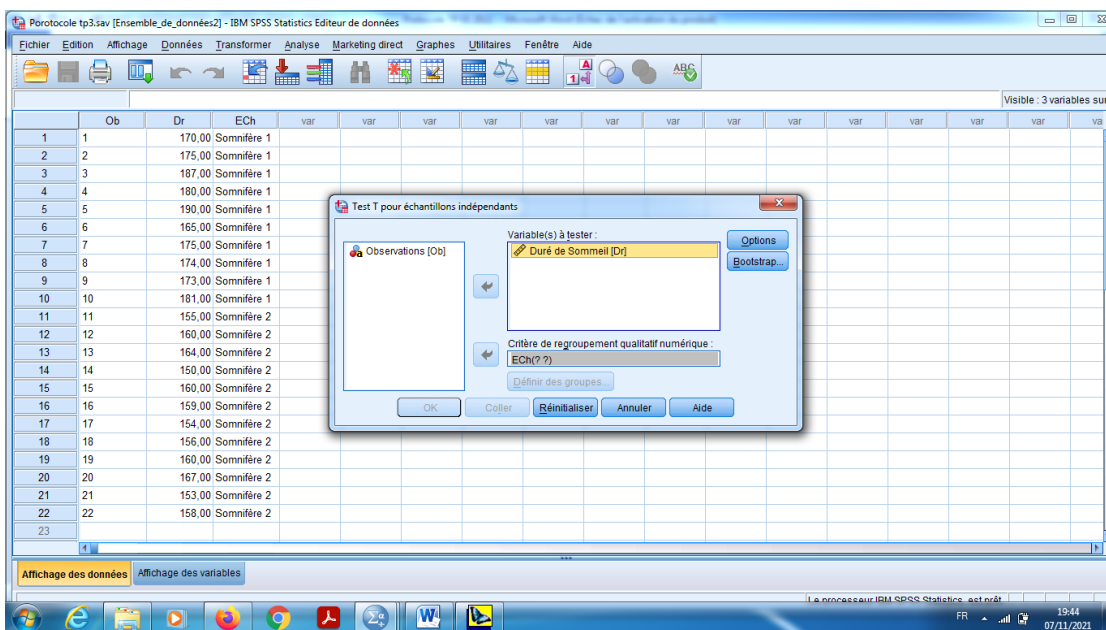 Porotocole tp3.sav [Ensemble_de_données2] - IBM SPSS Statistics Editeur de données
Fichier Edition Affichage Données Transformer Analyse Marketing direct Graphes Utilitaires Fenêtre Aide
Visible : 3 variables sur
Ob Dr ECh var var var var var var var var var var var var var va
1 1 170,00 Somnifère 1
2 2 175,00 Somnifère 1
3 3 187,00 Somnifère 1
4 4 180,00 Somnifère 1
5 5 190,00 Somnifère 1
6 6 165,00 Somnifère 1
7 7 175,00 Somnifère 1
8 8 174,00 Somnifère 1
9 9 173,00 Somnifère 1
10 10 181,00 Somnifère 1
11 11 155,00 Somnifère 2
12 12 160,00 Somnifère 2
13 13 164,00 Somnifère 2
14 14 150,00 Somnifère 2
15 15 160,00 Somnifère 2
16 16 159,00 Somnifère 2
17 17 154,00 Somnifère 2
18 18 156,00 Somnifère 2
19 19 160,00 Somnifère 2
20 20 167,00 Somnifère 2
21 21 153,00 Somnifère 2
22 22 158,00 Somnifère 2
23
Test T pour échantillons indépendants
Observations [Ob]
Variable(s) à tester :
Duré de Sommeil [Dr]
Options
Bootstrap...
Critère de regroupement qualitatif numérique :
ECh(? ?)
Définir des groupes...
OK Coller Réinitialiser Annuler Aide
Affichage des données Affichage des variables
Le processeur IBM SPSS Statistics est prêt
FR 19:44
07/11/2021